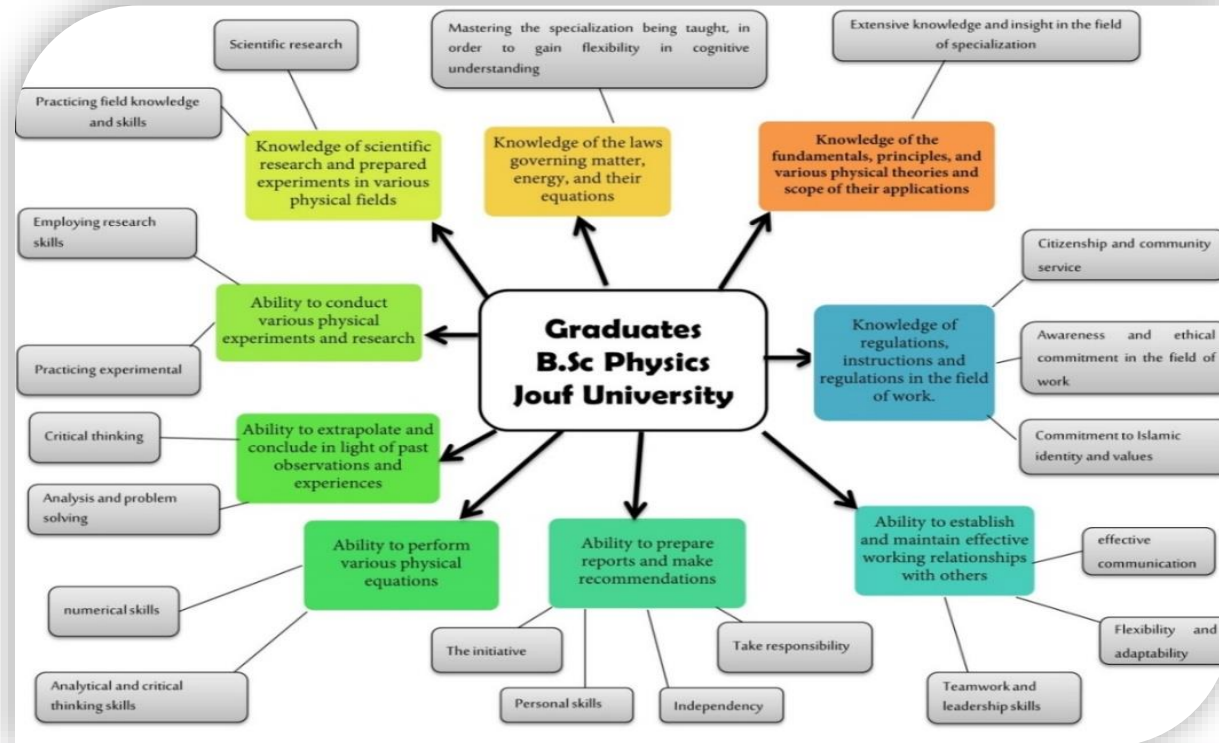 Scientific research
Mastering the specialization being taught, in
order to gain flexibility in cognitive
understanding
Extensive knowledge and insight in the field
of specialization
Practicing field knowledge
and skills
Knowledge of scientific
research and prepared
experiments in various
physical fields
Knowledge of the laws
governing matter,
energy, and their
equations
Knowledge of the
fundamentals, principles, and
various physical theories and
scope of their applications
Employing research
skills
Ability to conduct
various physical
experiments and research
Practicing experimental
Graduates
B.Sc Physics
Jouf University
Knowledge of
regulations,
instructions and
regulations in the field
of work.
Citizenship and community
service
Awareness and ethical
commitment in the field of
work
Commitment to Islamic
identity and values
Critical thinking
Ability to extrapolate and
conclude in light of past
observations and
experiences
Analysis and problem
solving
Ability to perform
various physical
equations
numerical skills
Analytical and critical
thinking skills
Ability to prepare
reports and make
recommendations
The initiative
Personal skills
Independency
Take responsibility
Ability to establish
and maintain effective
working relationships
with others
effective
communication
Flexibility and
adaptability
Teamwork and
leadership skills